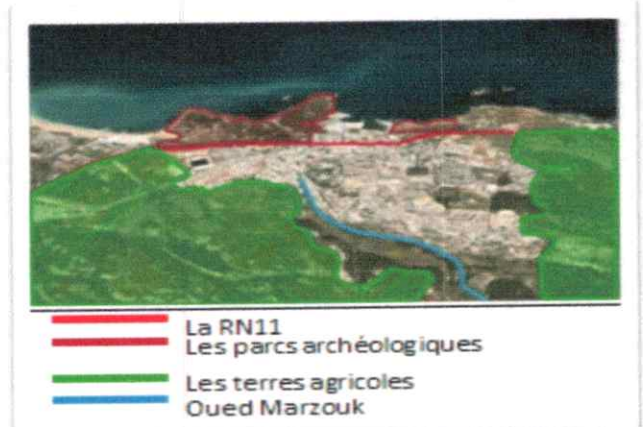 La RN11
Les parcs archéologiques
Les terres agricoles
Oued Marzouk